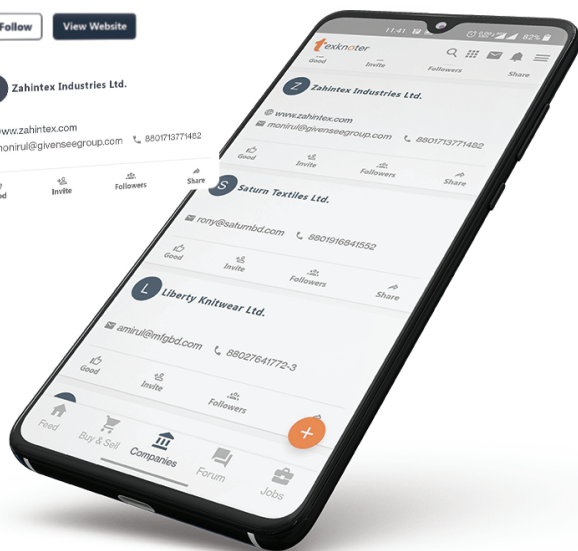 Follow
View Website
Zahintex Industries Ltd.
www.zahintex.com
monirul@givenseegroup.com 8801713771482
Invite Followers Share
11:41 82%
texknoter
Good Invite Followers Share
Z Zahintex Industries Ltd.
www.zahintex.com
monirul@givenseegroup.com 8801713771482
Good Invite Followers Share
S Saturn Textiles Ltd.
rony@saturnbd.com 8801916841552
Good Invite Followers Share
L Liberty Knitwear Ltd.
amirul@mfgbd.com 88027641772-3
Good Invite Followers
+
Feed Buy & Sell Companies Forum Jobs